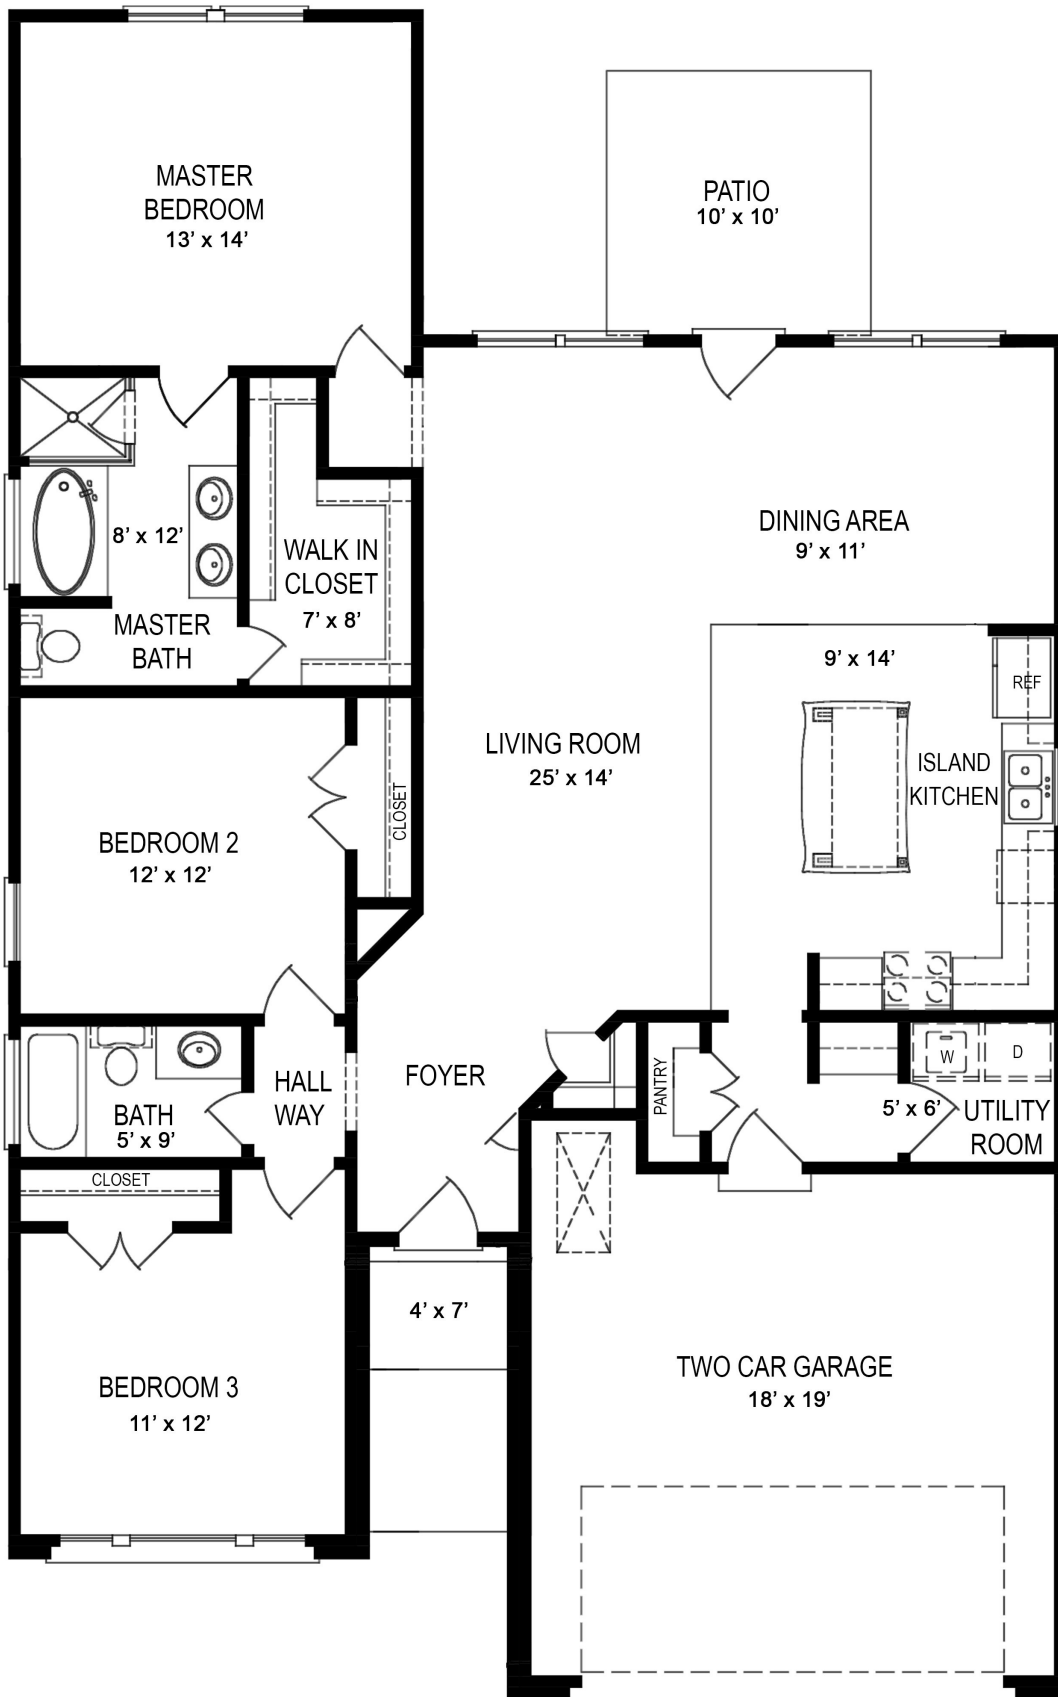 MASTER
BEDROOM
13’ x 14’
PATIO
10’ x 10’
8’ x 12’
MASTER
BATH
WALK IN
CLOSET
7’ x 8’
DINING AREA
9’ x 11’
9’ x 14’
REF
ISLAND
KITCHEN
LIVING ROOM
25’ x 14’
BEDROOM 2
12’ x 12’
CLOSET
BATH
5’ x 9’
HALL
WAY
FOYER
PANTRY
W
D
5’ x 6’
UTILITY
ROOM
CLOSET
BEDROOM 3
11’ x 12’
4’ x 7’
TWO CAR GARAGE
18’ x 19’